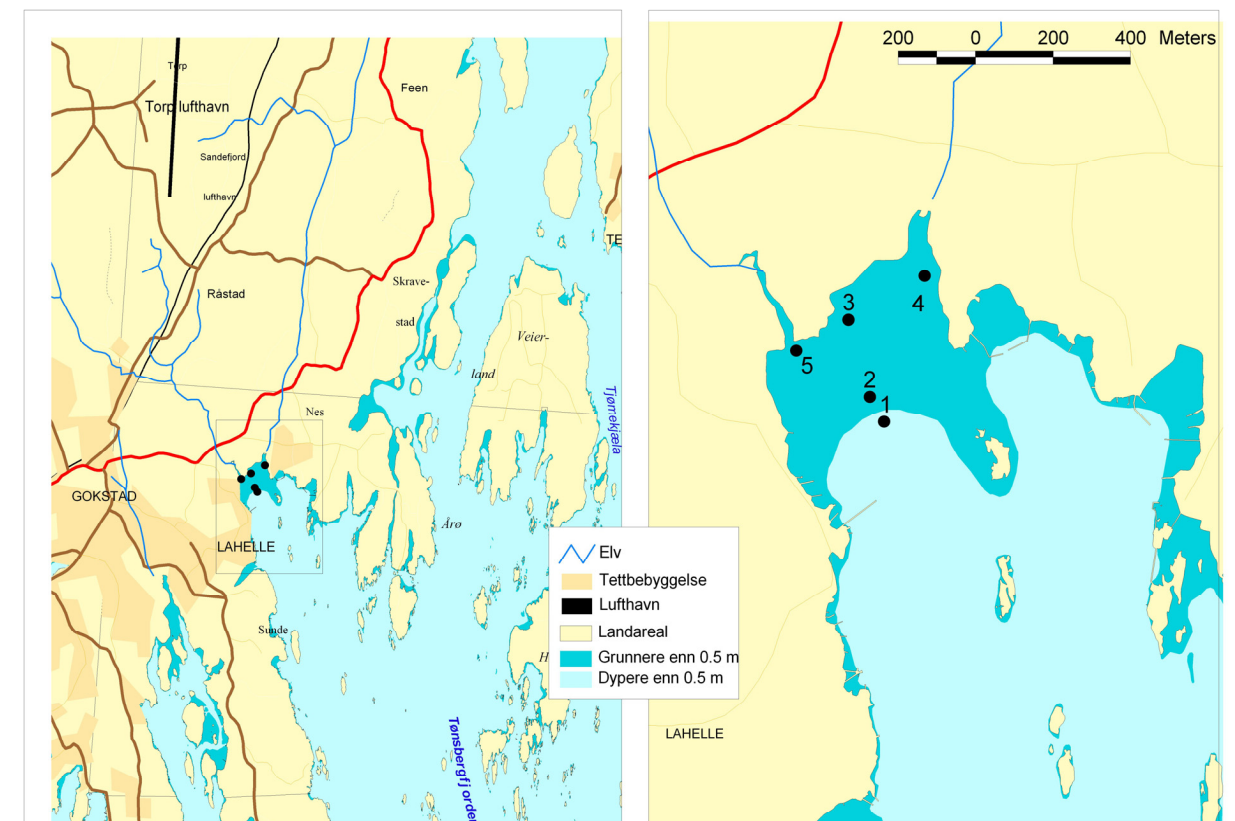 Torp
Torp lufthavn
Feen
Sandefjord
lufthavn
Råstad
Skrave-
stad
Veier-
land
Tjømekjæla
Nes
GOKSTAD
LAHELLE
Årø
Sunde
H
TE
Tønsbergfjorden
Elv
Tettbebyggelse
Lufthavn
Landareal
Grunnere enn 0.5 m
Dypere enn 0.5 m
200 0 200 400 Meters
3
4
5
2
1
LAHELLE